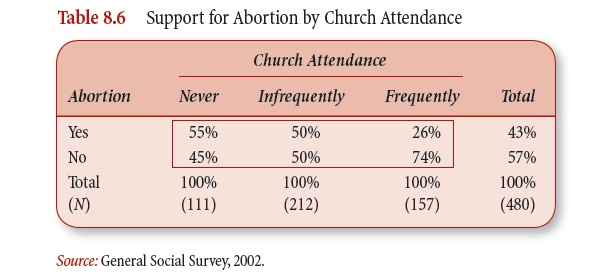 Table 8.6 Support for Abortion by Church Attendance
Church Attendance
Abortion Never Infrequently Frequently Total
Yes 55% 50% 26% 43%
No 45% 50% 74% 57%
Total 100% 100% 100% 100%
(N) (111) (212) (157) (480)
Source: General Social Survey, 2002.